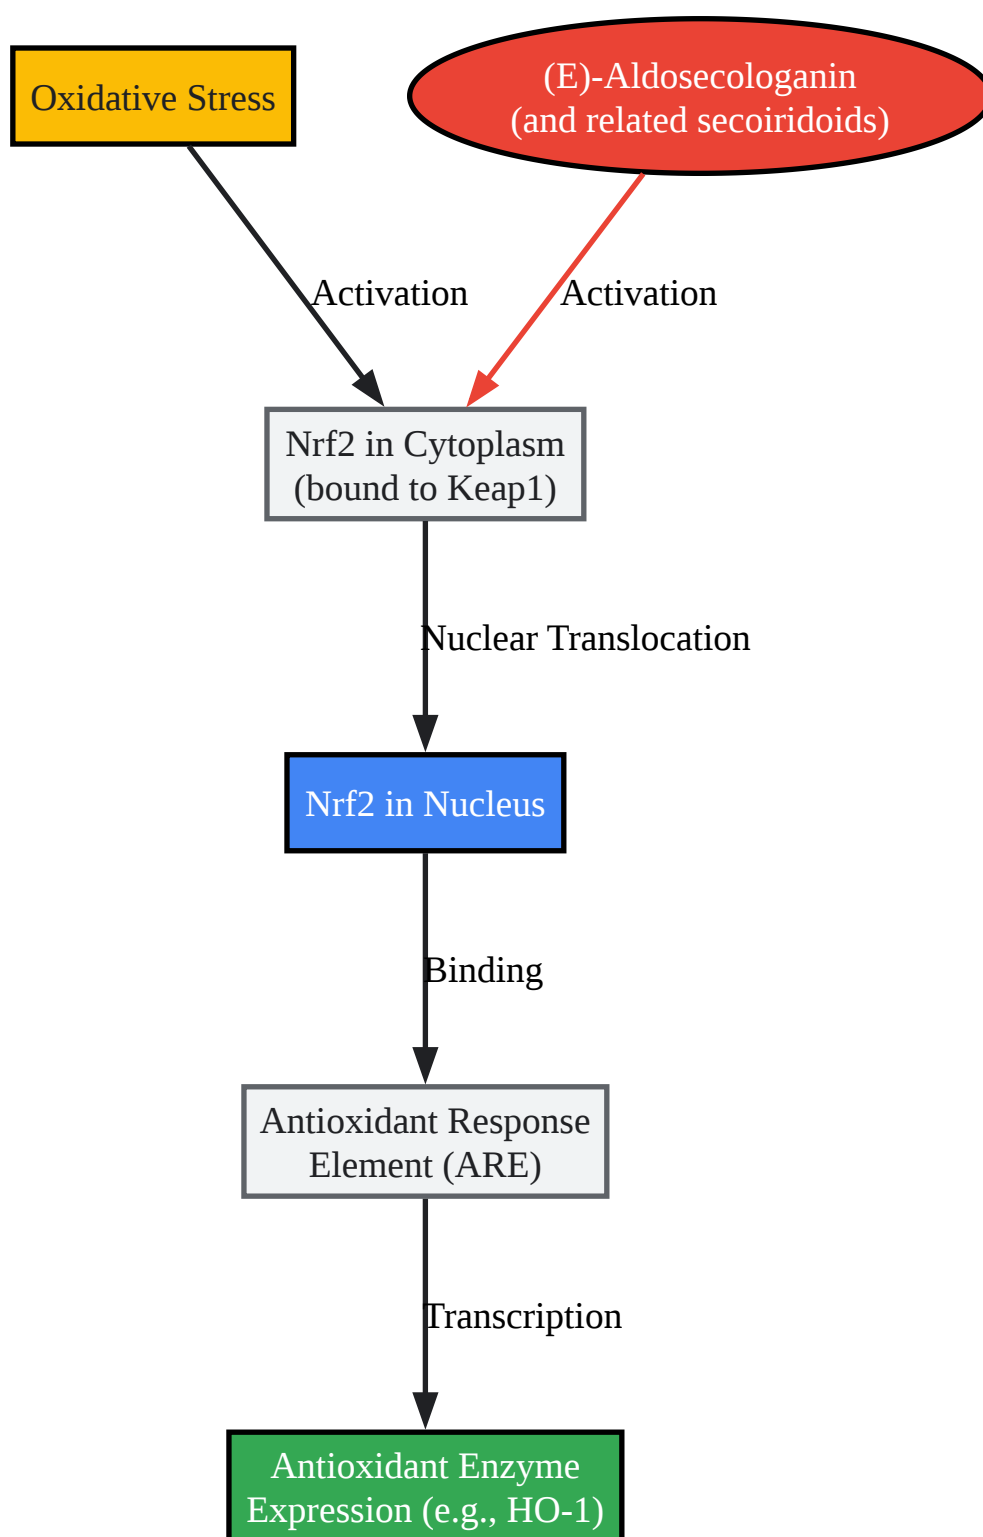 Oxidative Stress
(E)-Aldosecologanin
(and related secoiridoids)
Activation
Activation
Nrf2 in Cytoplasm
(bound to Keap1)
Nuclear Translocation
Nrf2 in Nucleus
Binding
Antioxidant Response
Element (ARE)
Transcription
Antioxidant Enzyme
Expression (e.g., HO-1)